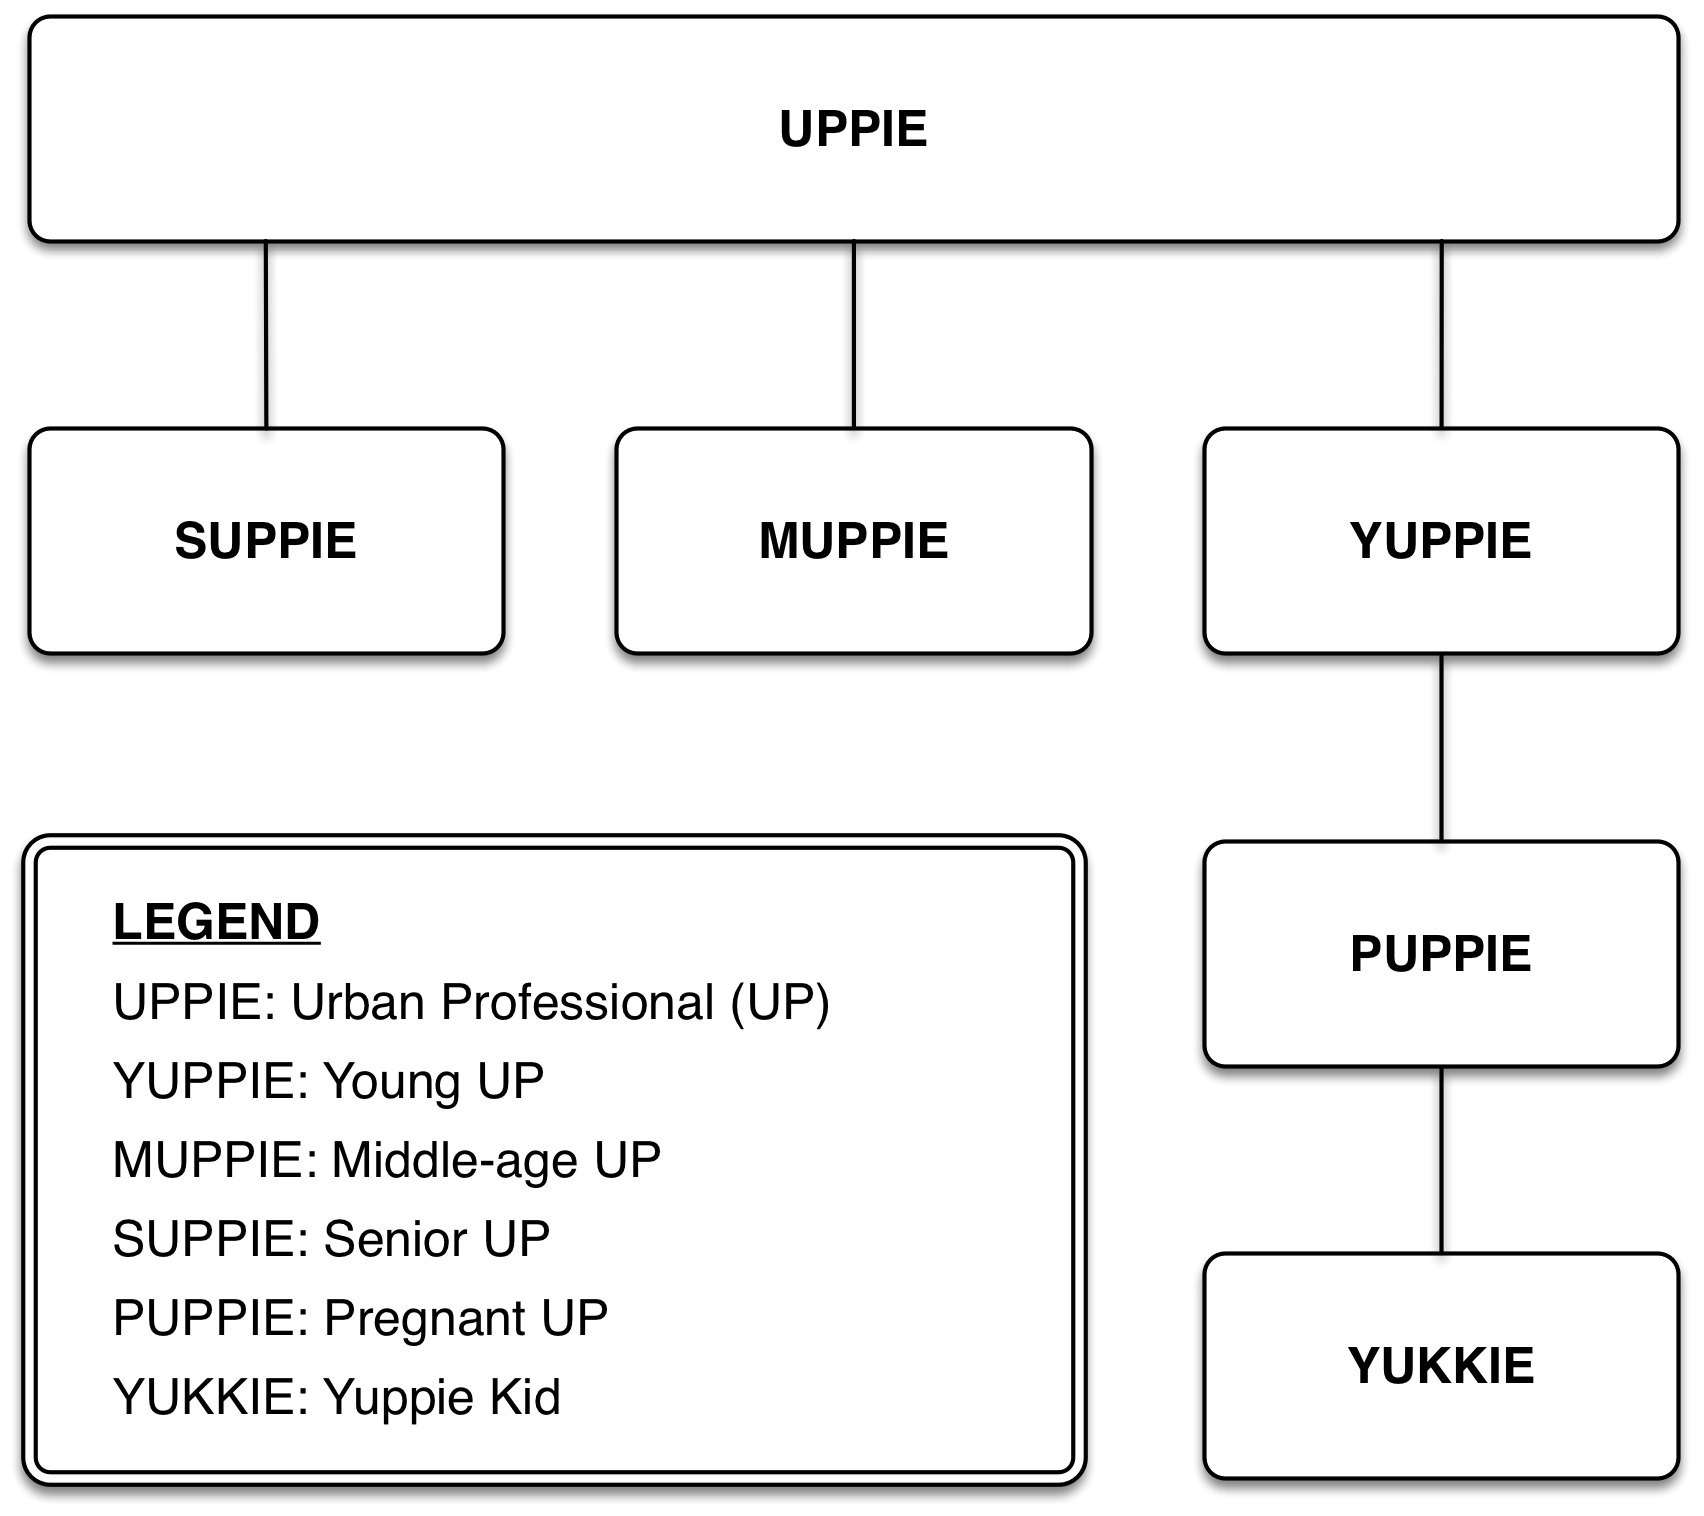 UPPIE
SUPPIE
MUPPIE
YUPPIE
PUPPIE
YUKKIE
LEGEND
UPPIE: Urban Professional (UP)
YUPPIE: Young UP
MUPPIE: Middle-age UP
SUPPIE: Senior UP
PUPPIE: Pregnant UP
YUKKIE: Yuppie Kid